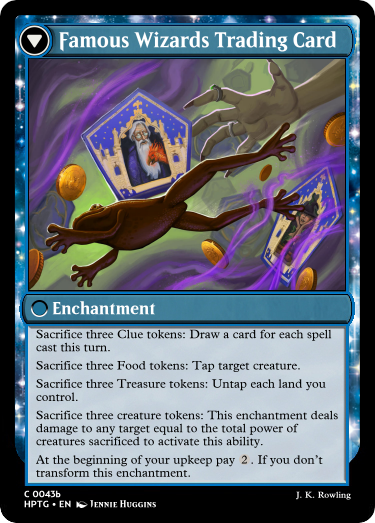 Famous Wizards Trading Card
Enchantment
Sacrifice three Clue tokens: Draw a card for each spell
cast this turn.
Sacrifice three Food tokens: Tap target creature.
Sacrifice three Treasure tokens: Untap each land you
control.
Sacrifice three creature tokens: This enchantment deals
damage to any target equal to the total power of
creatures sacrificed to activate this ability.
At the beginning of your upkeep pay 2. If you don't
transform this enchantment.
C 0043b
HPTG • EN Jennie Huggins
J. K. Rowling